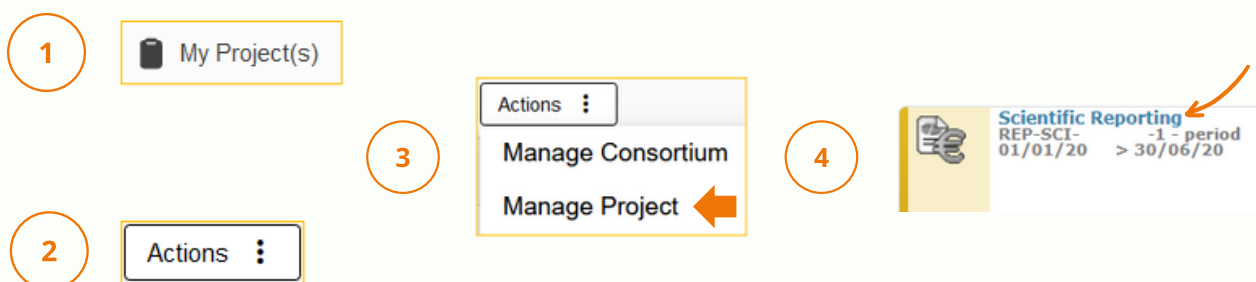 1
My Project(s)
2
Actions
3
Actions
Manage Consortium
Manage Project
4
Scientific Reporting
REP-SCI- -1 - period
01/01/20 > 30/06/20